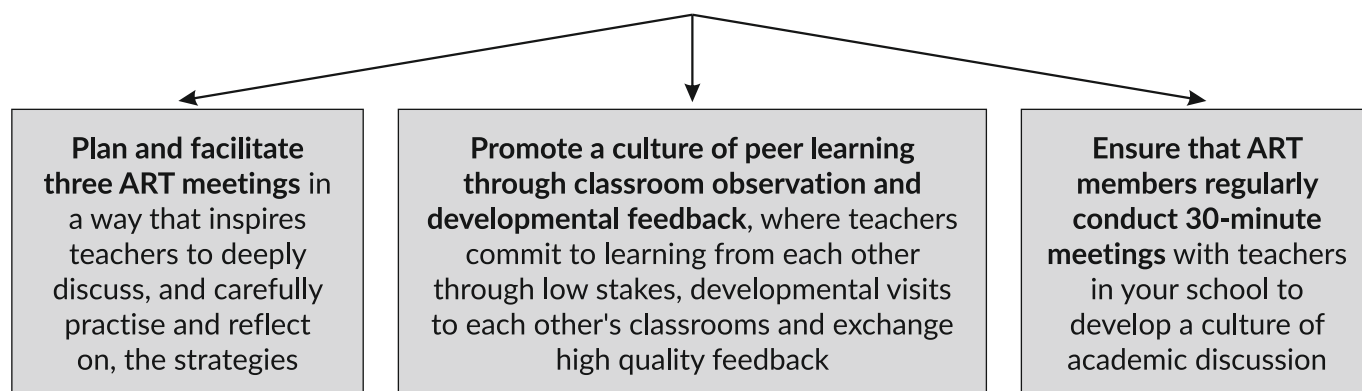 Plan and facilitate
three ART meetings in
a way that inspires
teachers to deeply
discuss, and carefully
practise and reflect
on, the strategies
Promote a culture of peer learning
through classroom observation and
developmental feedback, where teachers
commit to learning from each other
through low stakes, developmental visits
to each other's classrooms and exchange
high quality feedback
Ensure that ART
members regularly
conduct 30-minute
meetings with teachers
in your school to
develop a culture of
academic discussion